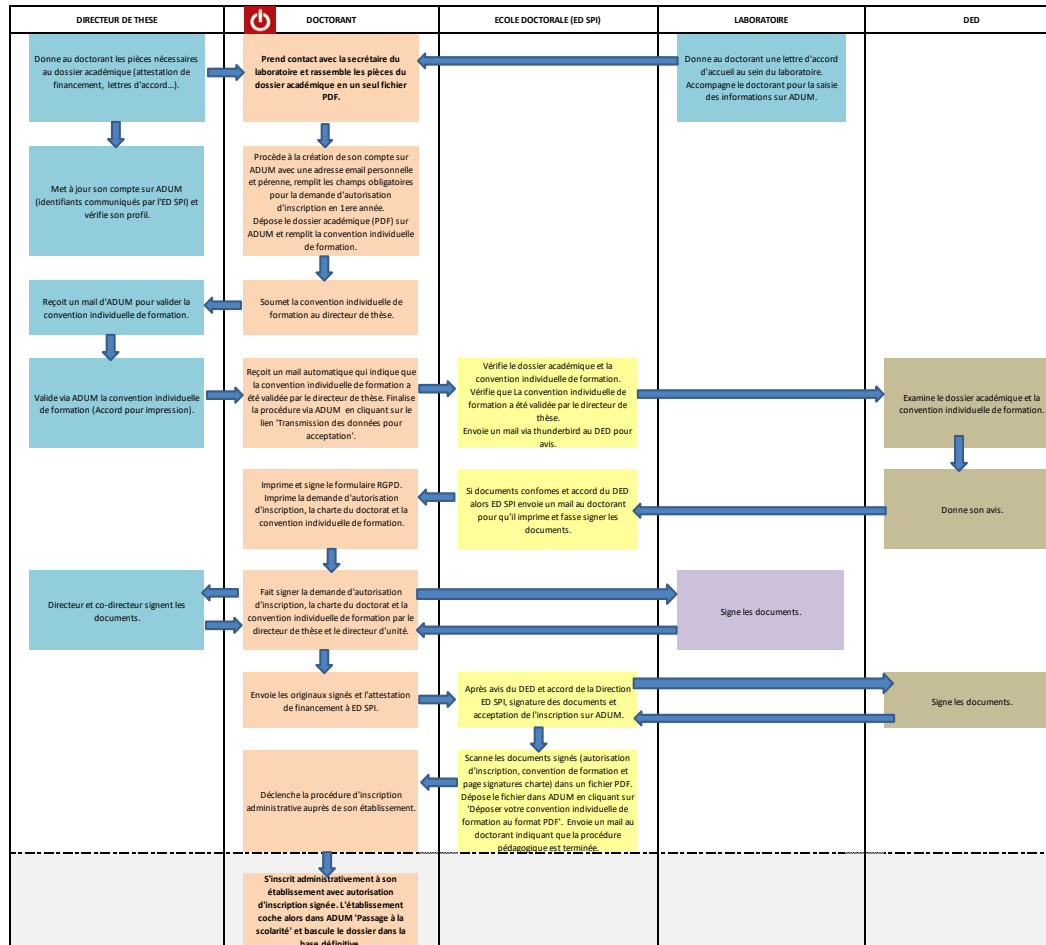 DIRECTEUR DE THESE
DOCTORANT
ECOLE DOCTORALE (ED SPI)
LABORATOIRE
DED
Donne au doctorant les pièces nécessaires
au dossier académique (attestation de
financement, lettres d'accord…).
Prend contact avec la secrétaire du
laboratoire et rassemble les pièces du
dossier académique en un seul fichier
PDF.
Donne au doctorant une lettre d'accord
d'accueil au sein du laboratoire.
Accompagne le doctorant pour la saisie
des informations sur ADUM.
Met à jour son compte sur ADUM
(identifiants communiqués par l'ED SPI) et
vérifie son profil.
Procède à la création de son compte sur
ADUM avec une adresse email personnelle
et pérenne, remplit les champs obligatoires
pour la demande d'autorisation
d'inscription en 1ere année.
Dépose le dossier académique (PDF) sur
ADUM et remplit la convention individuelle
de formation.
Reçoit un mail d'ADUM pour valider la
convention individuelle de formation.
Soumet la convention individuelle de
formation au directeur de thèse.
Valide via ADUM la convention individuelle
de formation (Accord pour impression).
Reçoit un mail automatique qui indique que
la convention individuelle de formation a
été validée par le directeur de thèse. Finalise
la procédure via ADUM  en cliquant sur le
lien 'Transmission des données pour
acceptation'.
Vérifie le dossier académique et la
convention individuelle de formation.
Vérifie que La convention individuelle de
formation a été validée par le directeur de
thèse.
Envoie un mail via thunderbird au DED pour
avis.
Examine le dossier académique et la
convention individuelle de formation.
Imprime et signe le formulaire RGPD.
Imprime la demande d'autorisation
d'inscription, la charte du doctorat et la
convention individuelle de formation.
Si documents confomes et accord du DED
alors ED SPI envoie un mail au doctorant
pour qu'il imprime et fasse signer les
documents.
Donne son avis.
Directeur et co-directeur signent les
documents.
Fait signer la demande d'autorisation
d'inscription, la charte du doctorat et la
convention individuelle de formation par le
directeur de thèse et le directeur d'unité.
Signe les documents.
Envoie les originaux signés et l'attestation
de financement à ED SPI.
Après avis du DED et accord de la Direction
ED SPI, signature des documents et
acceptation de l'inscription sur ADUM.
Signe les documents.
Déclenche la procédure d'inscription
administrative auprès de son établissement.
Scanne les documents signés (autorisation
d'inscription, convention de formation et
page signatures charte) dans un fichier PDF.
Dépose le fichier dans ADUM en cliquant sur
'Déposer votre convention individuelle de
formation au format PDF'.  Envoie un mail au
doctorant indiquant que la procédure
pédagogique est terminée.
S'inscrit administrativement à son
établissement avec autorisation
d'inscription signée. L'établissement
coche alors dans ADUM 'Passage à la
scolarité' et bascule le dossier dans la
base définitive.